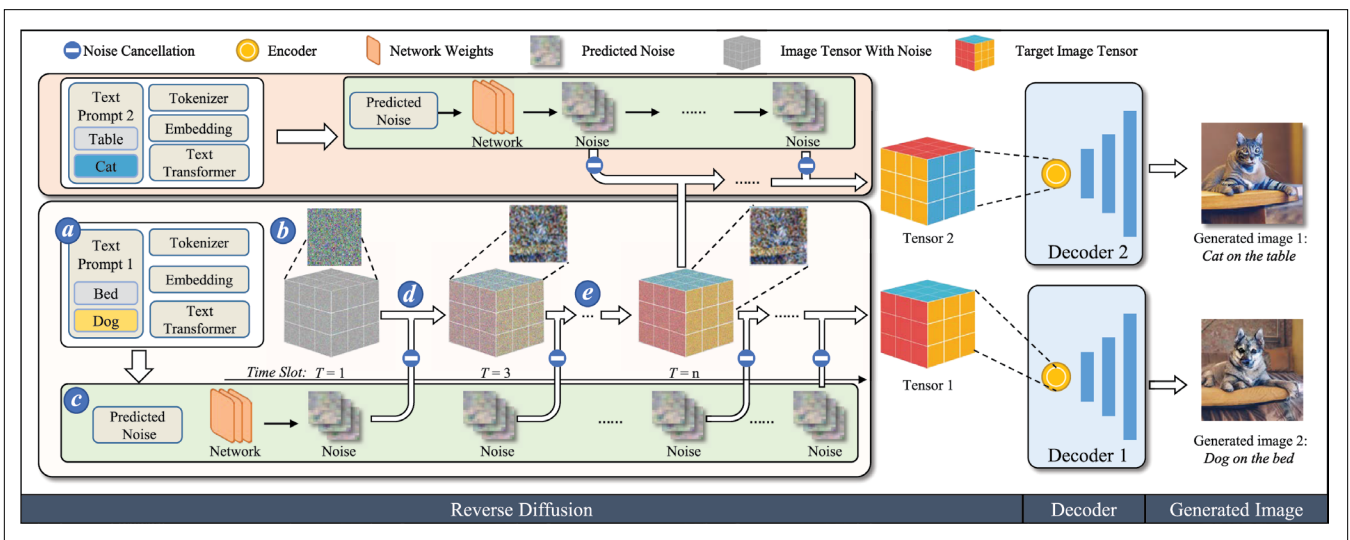 Noise Cancellation
Encoder
Network Weights
Predicted Noise
Image Tensor With Noise
Target Image Tensor
Text
Prompt 2
Table
Cat
Tokenizer
Embedding
Text
Transformer
Predicted
Noise
Network
Noise
......
Noise
......
Tensor 2
Decoder 2
Generated image 1:
Cat on the table
a
Text
Prompt 1
Bed
Dog
Tokenizer
Embedding
Text
Transformer
b
d
e
...
......
Time Slot:
T = 1
T = 3
T = n
Tensor 1
Decoder 1
Generated image 2:
Dog on the bed
c
Predicted
Noise
Network
Noise
Noise
......
Noise
......
Noise
Reverse Diffusion
Decoder
Generated Image